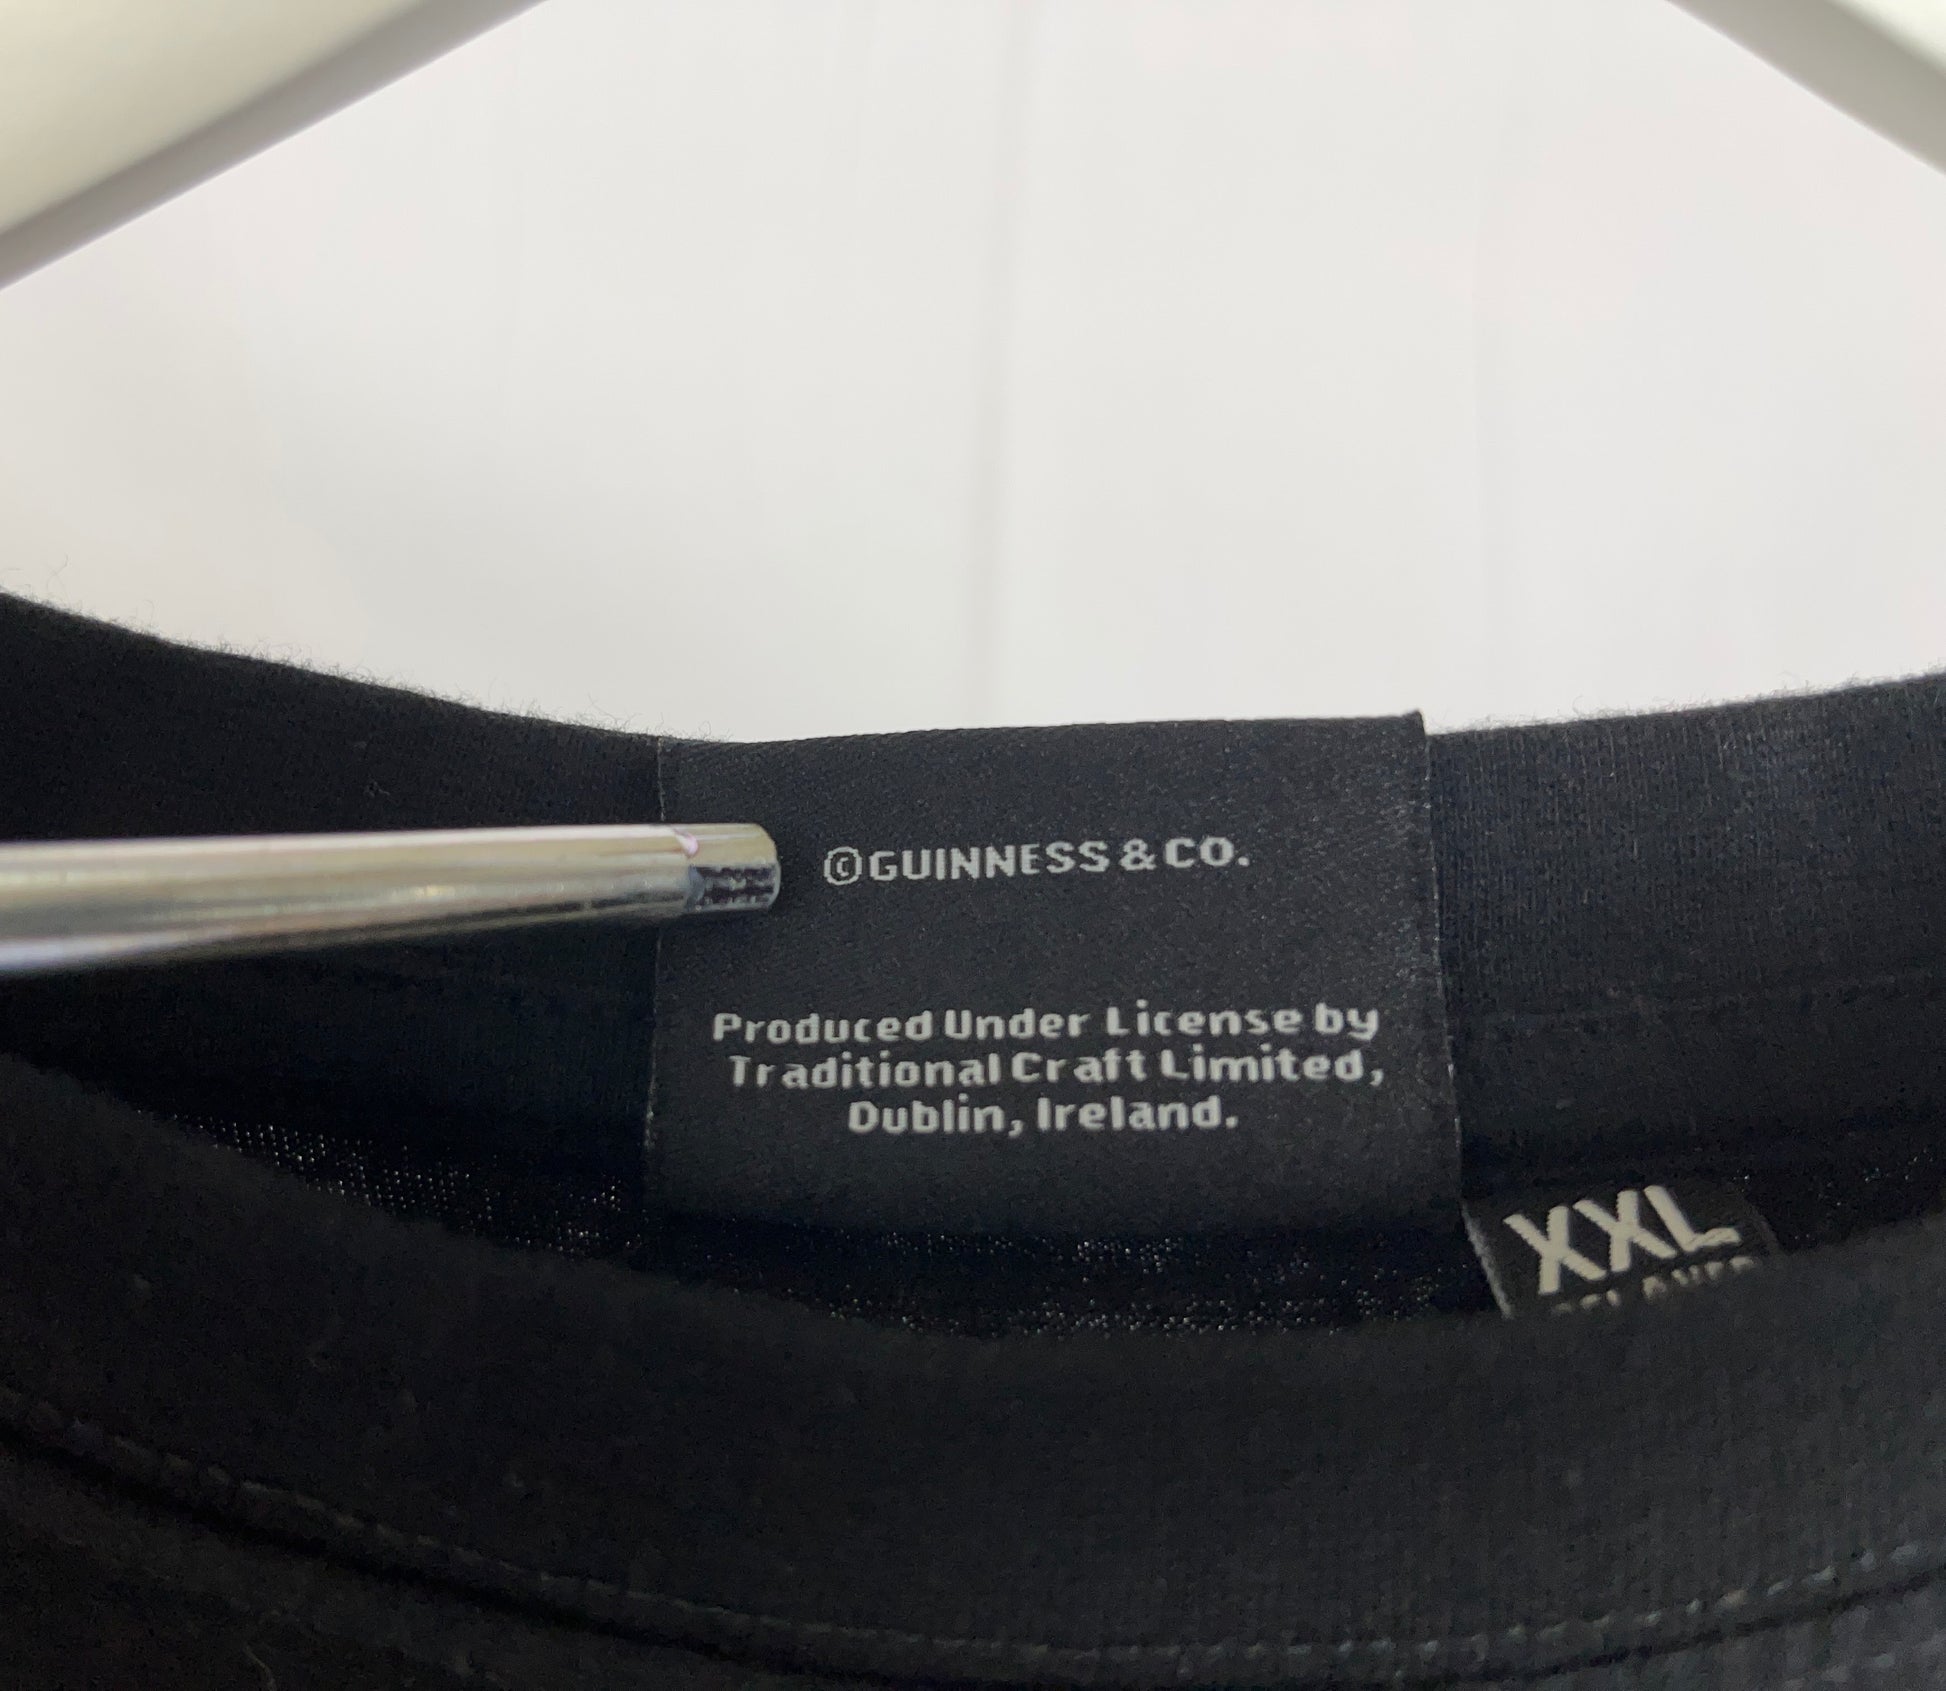 ©GUINNESS & CO.
Produced Under License by
Traditional Craft Limited,
Dublin, Ireland.
XXL